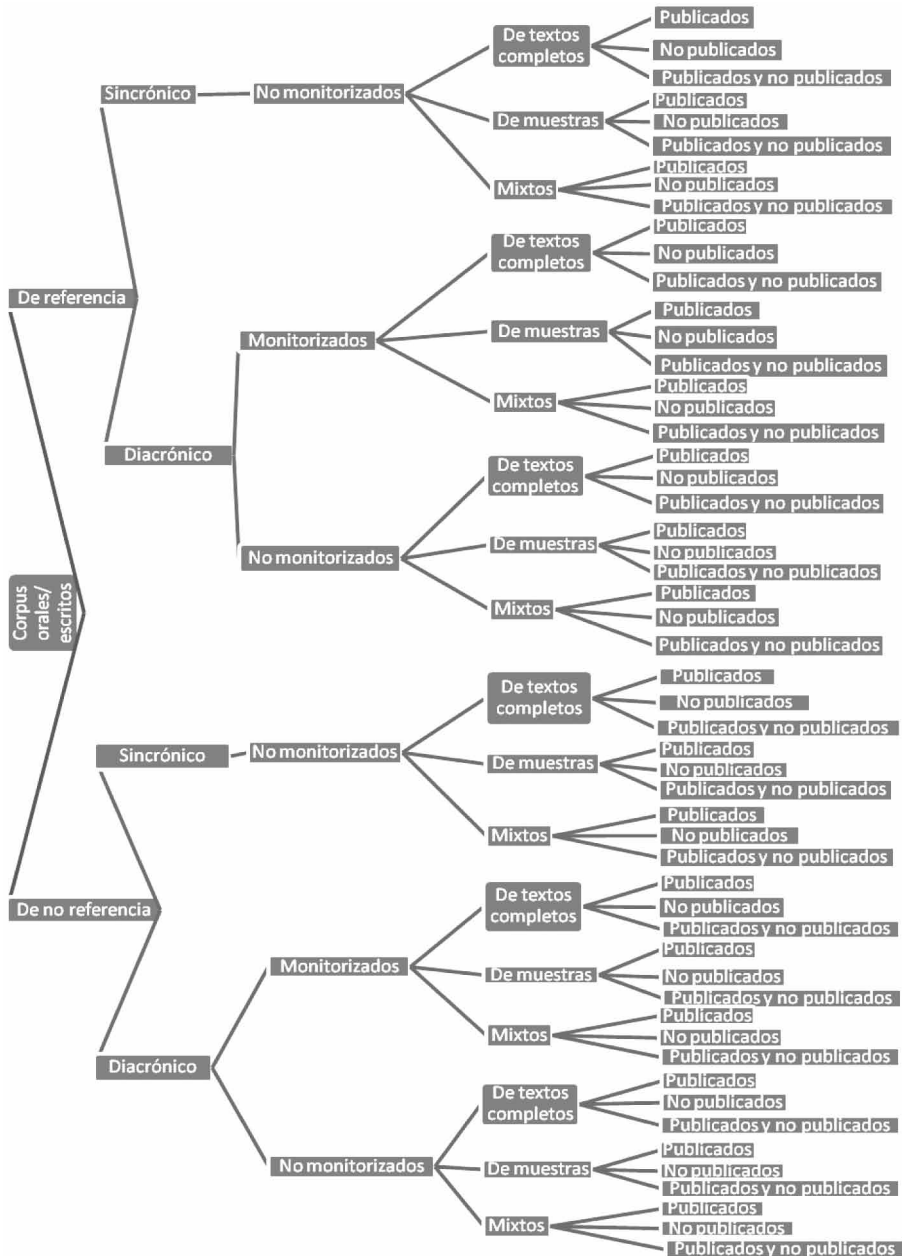 De textos
completos
Publicados
No publicados
Publicados y no publicados
Sincrónico
No monitorizados
De muestras
Publicados
No publicados
Publicados y no publicados
Mixtos
Publicados
No publicados
Publicados y no publicados
De referencia
De textos
completos
Publicados
No publicados
Publicados y no publicados
Monitorizados
De muestras
Publicados
No publicados
Publicados y no publicados
Mixtos
Publicados
No publicados
Publicados y no publicados
Diacrónico
De textos
completos
Publicados
No publicados
Publicados y no publicados
No monitorizados
De muestras
Publicados
No publicados
Publicados y no publicados
Mixtos
Publicados
No publicados
Publicados y no publicados
Corpus
orales/
escritos
De textos
completos
Publicados
No publicados
Publicados y no publicados
Sincrónico
No monitorizados
De muestras
Publicados
No publicados
Publicados y no publicados
Mixtos
Publicados
No publicados
Publicados y no publicados
De no referencia
De textos
completos
Publicados
No publicados
Publicados y no publicados
Monitorizados
De muestras
Publicados
No publicados
Publicados y no publicados
Mixtos
Publicados
No publicados
Publicados y no publicados
Diacrónico
De textos
completos
Publicados
No publicados
Publicados y no publicados
No monitorizados
De muestras
Publicados
No publicados
Publicados y no publicados
Mixtos
Publicados
No publicados
Publicados y no publicados